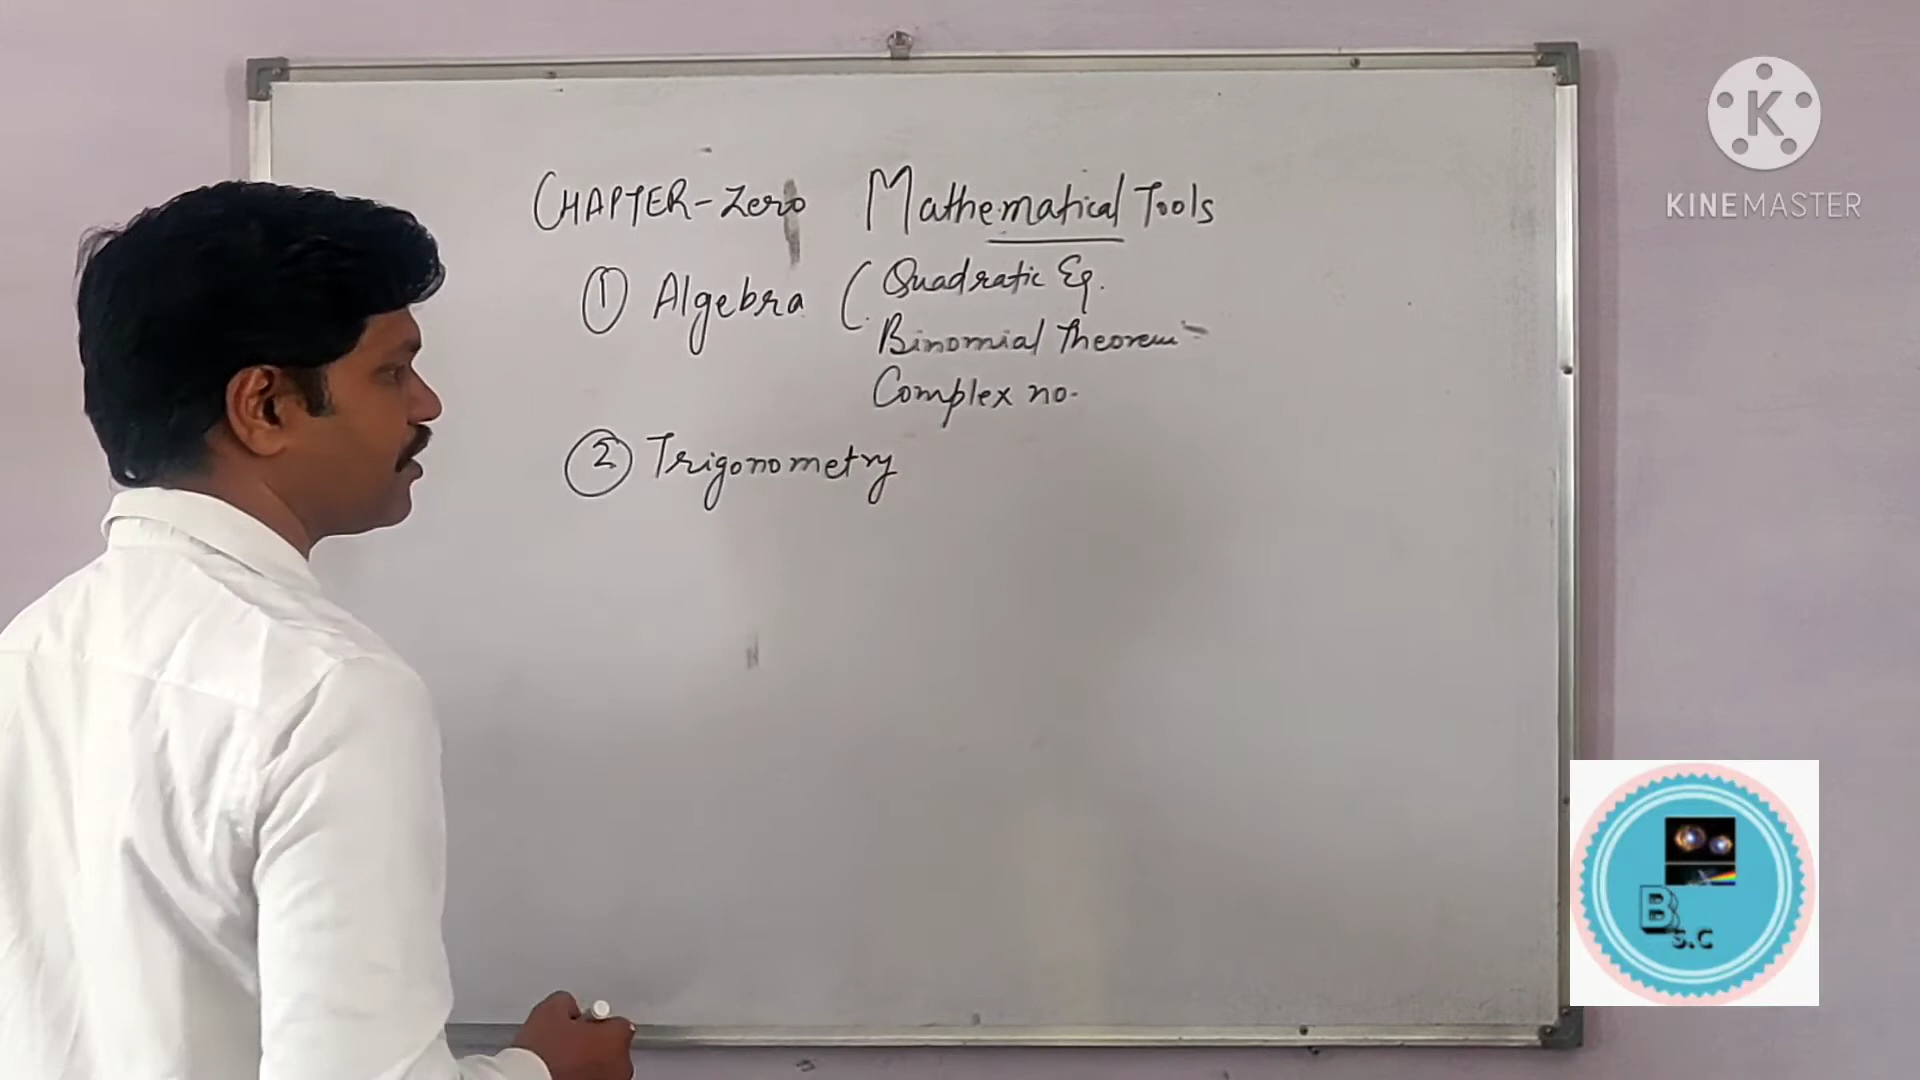 CHAPTER-Zero Mathematical Tools
① Algebra ( Quadratic Eq.
Binomial Theorem
Complex no.
② Trigonometry
K
KINEMASTER
B
s.c